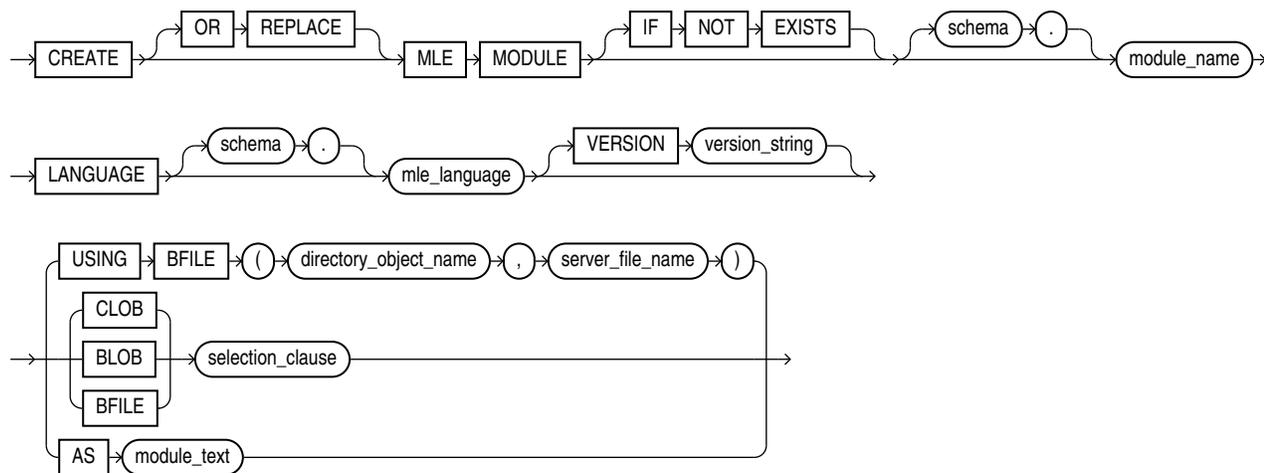 OR REPLACE IF NOT EXISTS schema .
CREATE MLE MODULE module_name
schema . VERSION version_string
LANGUAGE mle_language
USING BFILE ( directory_object_name , server_file_name )
CLOB
BLOB selection_clause
BFILE
AS module_text